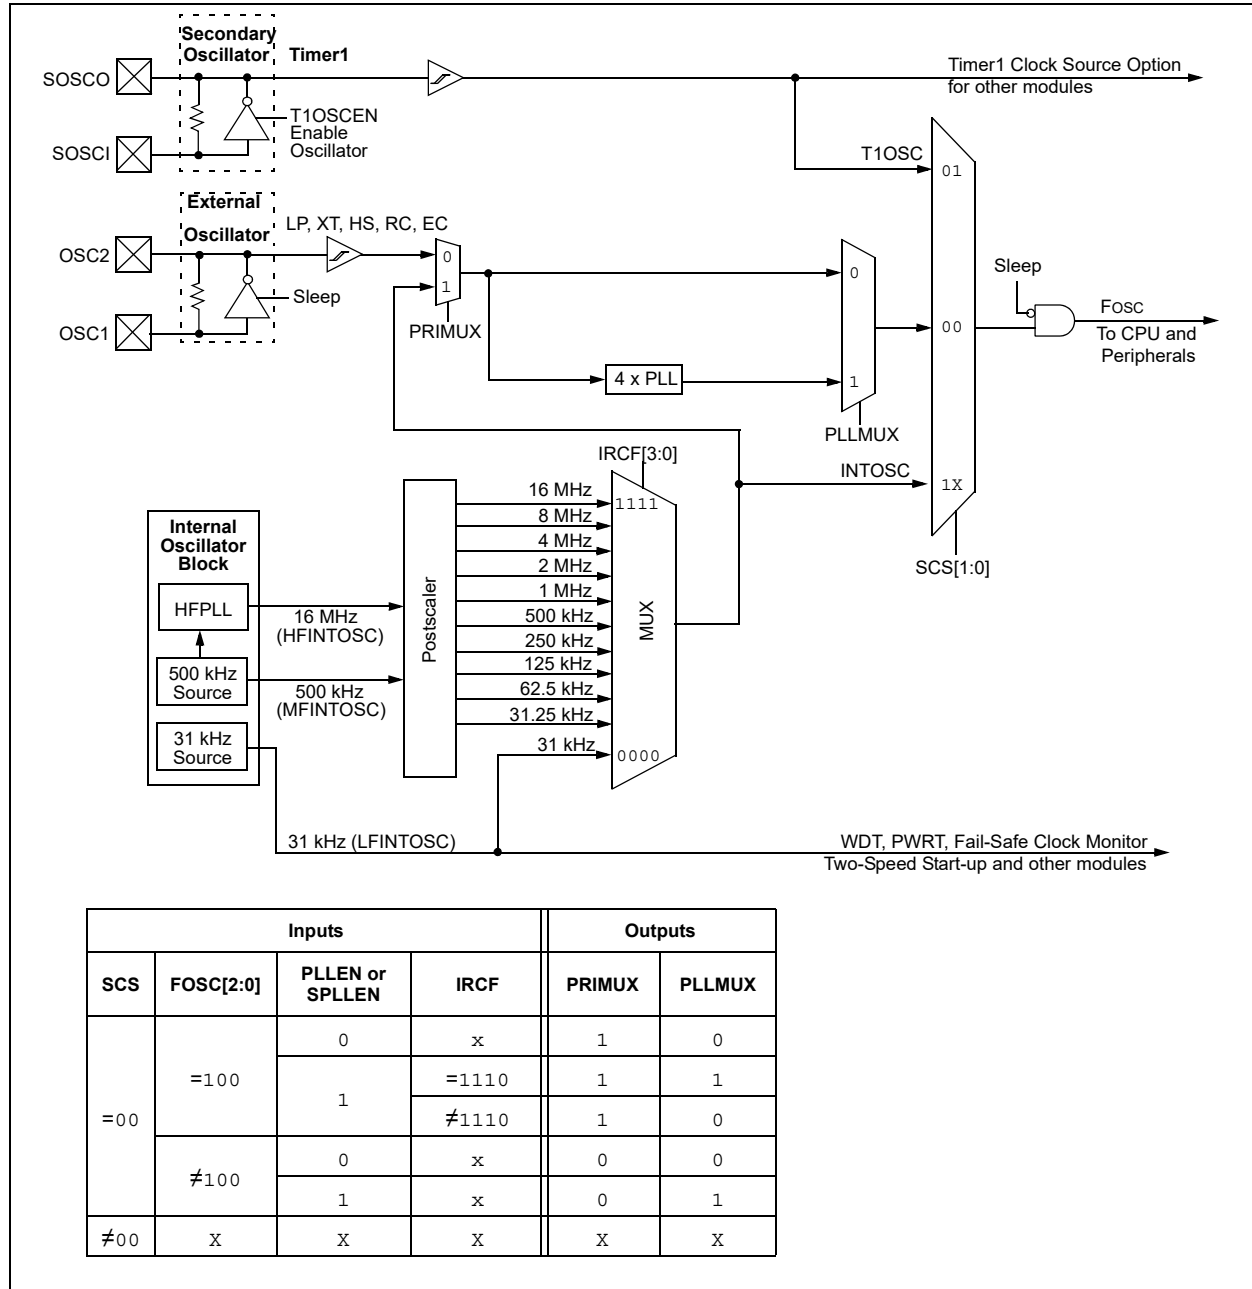 Secondary
Oscillator
Timer1
SOSCO
Timer1 Clock Source Option
for other modules
T1OSCEN
Enable
Oscillator
SOSCI
T1OSC
01
External
Oscillator
LP, XT, HS, RC, EC
OSC2
0
1
PRIMUX
Sleep
OSC1
0
Sleep
00
FOSC
To CPU and
Peripherals
4 x PLL
1
PLLMUX
IRCF[3:0]
INTOSC
1X
SCS[1:0]
Internal
Oscillator
Block
HFPLL
16 MHz
(HFINTOSC)
500 kHz
Source
500 kHz
(MFINTOSC)
31 kHz
Source
Postscaler
16 MHz
1111
8 MHz
4 MHz
2 MHz
1 MHz
500 kHz
250 kHz
125 kHz
62.5 kHz
31.25 kHz
31 kHz
0000
MUX
31 kHz (LFINTOSC)
WDT, PWRT, Fail-Safe Clock Monitor
Two-Speed Start-up and other modules
Inputs Outputs
SCS FOSC[2:0] PLLEN or SPLLEN IRCF PRIMUX PLLMUX
=00 =100 0 x 1 0
1 =1110 1 1
≠1110 1 0
≠100 0 x 0 0
1 x 0 1
≠00 X X X X X